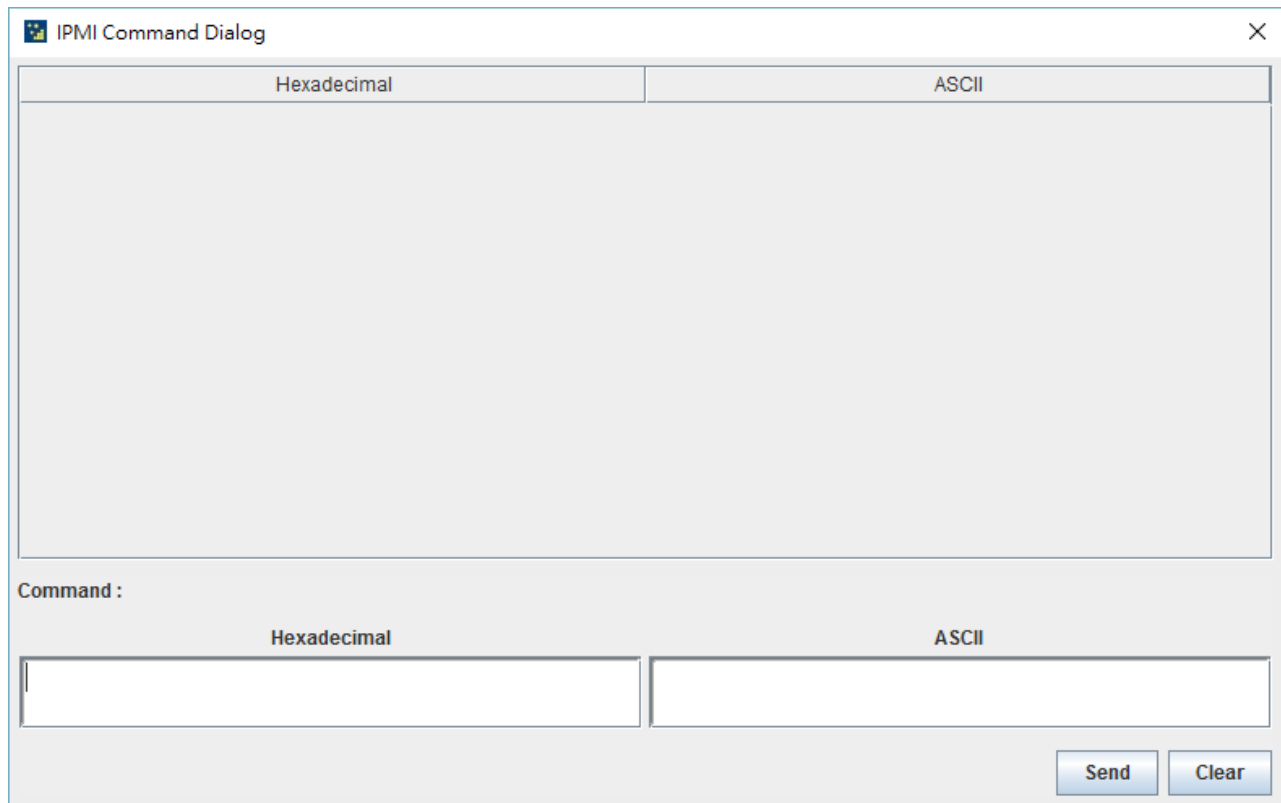 IPMI Command Dialog
Hexadecimal ASCII
Command :
Hexadecimal ASCII
Send Clear